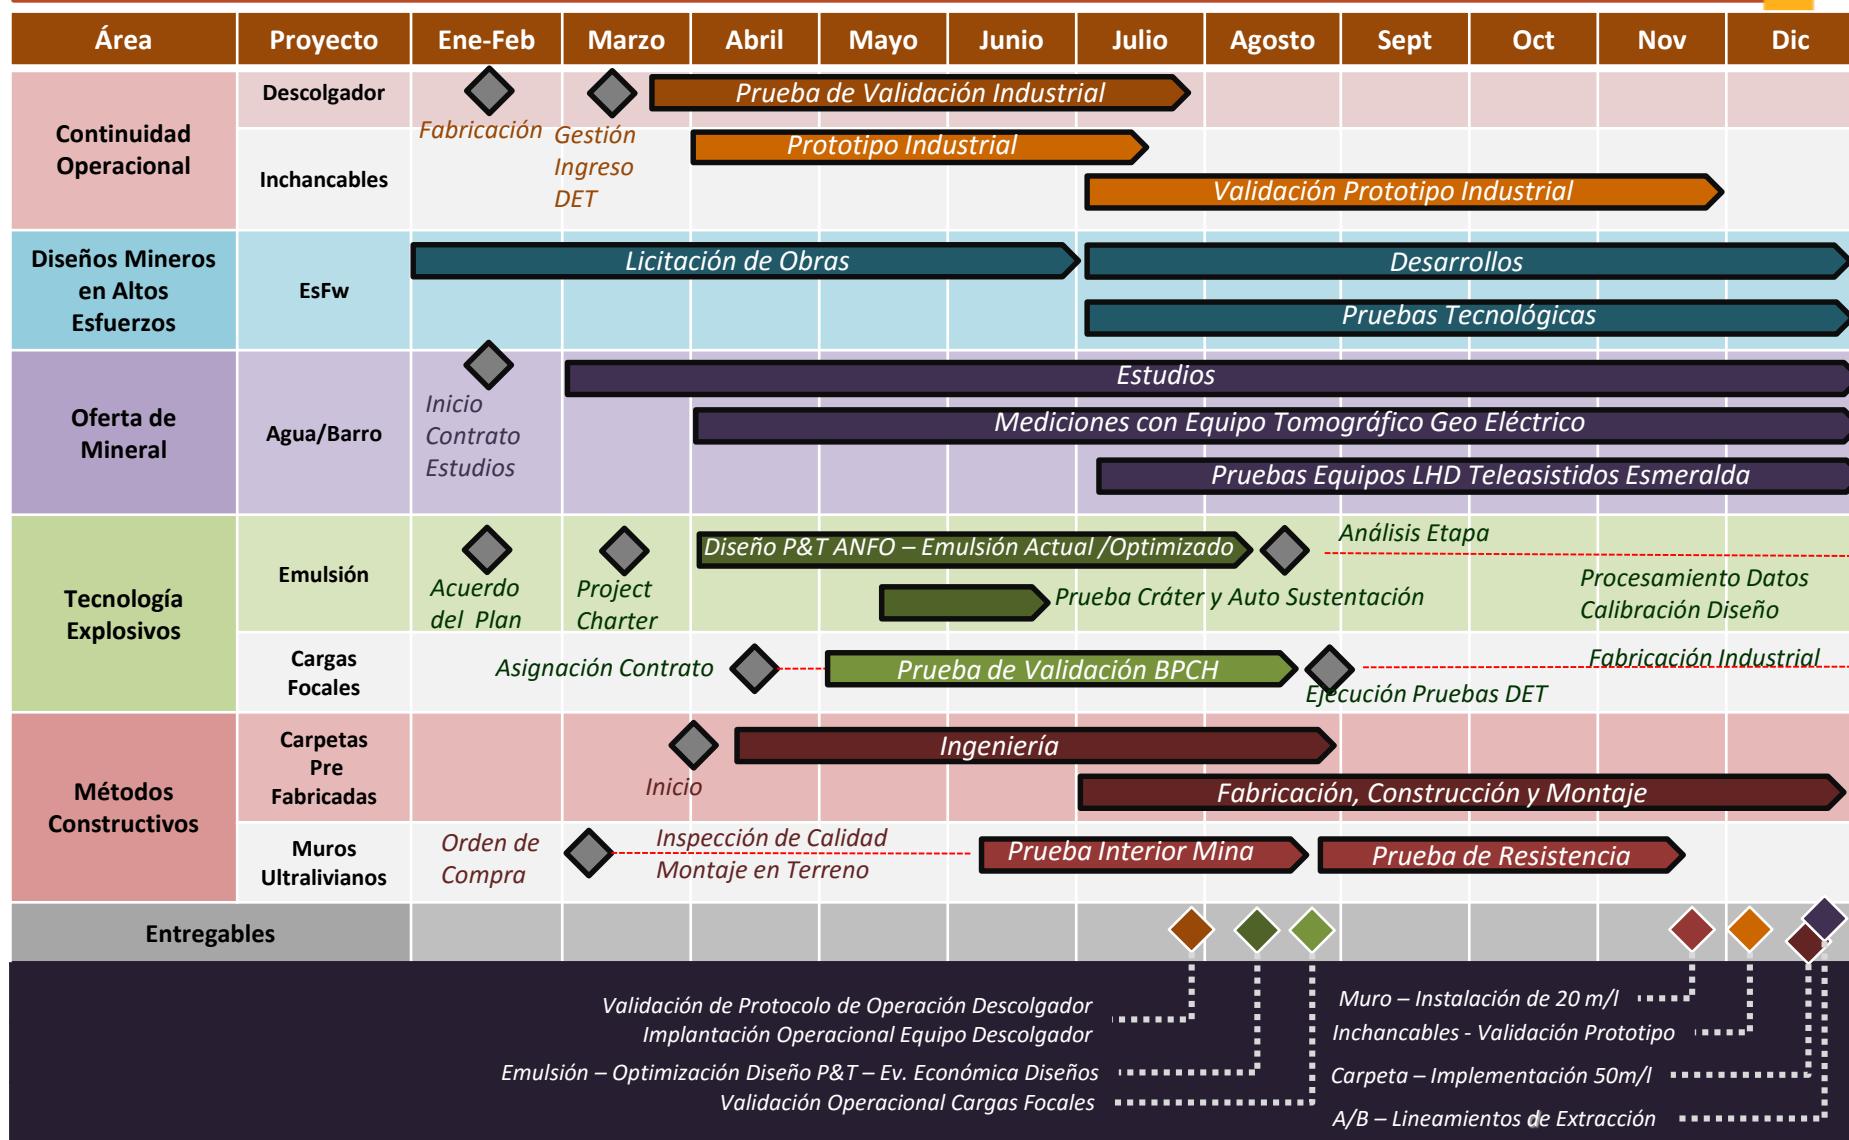 Área Proyecto Ene-Feb Marzo Abril Mayo Junio Julio Agosto Sept Oct Nov Dic
Continuidad
Operacional
Descolgador
Fabricación
Gestión
Ingreso
DET
Prueba de Validación Industrial
Inchancables
Prototipo Industrial
Validación Prototipo Industrial
Diseños Mineros
en Altos
Esfuerzos
EsFw
Licitación de Obras
Desarrollos
Pruebas Tecnológicas
Oferta de
Mineral
Agua/Barro
Inicio
Contrato
Estudios
Estudios
Mediciones con Equipo Tomográfico Geo Eléctrico
Pruebas Equipos LHD Teleasistidos Esmeralda
Tecnología
Explosivos
Emulsión
Acuerdo
del Plan
Project
Charter
Diseño P&T ANFO – Emulsión Actual /Optimizado
Análisis Etapa
Prueba Cráter y Auto Sustentación
Procesamiento Datos
Calibración Diseño
Cargas
Focales
Asignación Contrato
Prueba de Validación BPCH
Ejecución Pruebas DET
Fabricación Industrial
Métodos
Constructivos
Carpetas
Pre
Fabricadas
Inicio
Ingeniería
Fabricación, Construcción y Montaje
Muros
Ultralivianos
Orden de
Compra
Inspección de Calidad
Montaje en Terreno
Prueba Interior Mina
Prueba de Resistencia
Entregables
Validación de Protocolo de Operación Descolgador
Implantación Operacional Equipo Descolgador
Emulsión – Optimización Diseño P&T – Ev. Económica Diseños
Validación Operacional Cargas Focales
Muro – Instalación de 20 m/l
Inchancables - Validación Prototipo
Carpeta – Implementación 50m/l
A/B – Lineamientos de Extracción